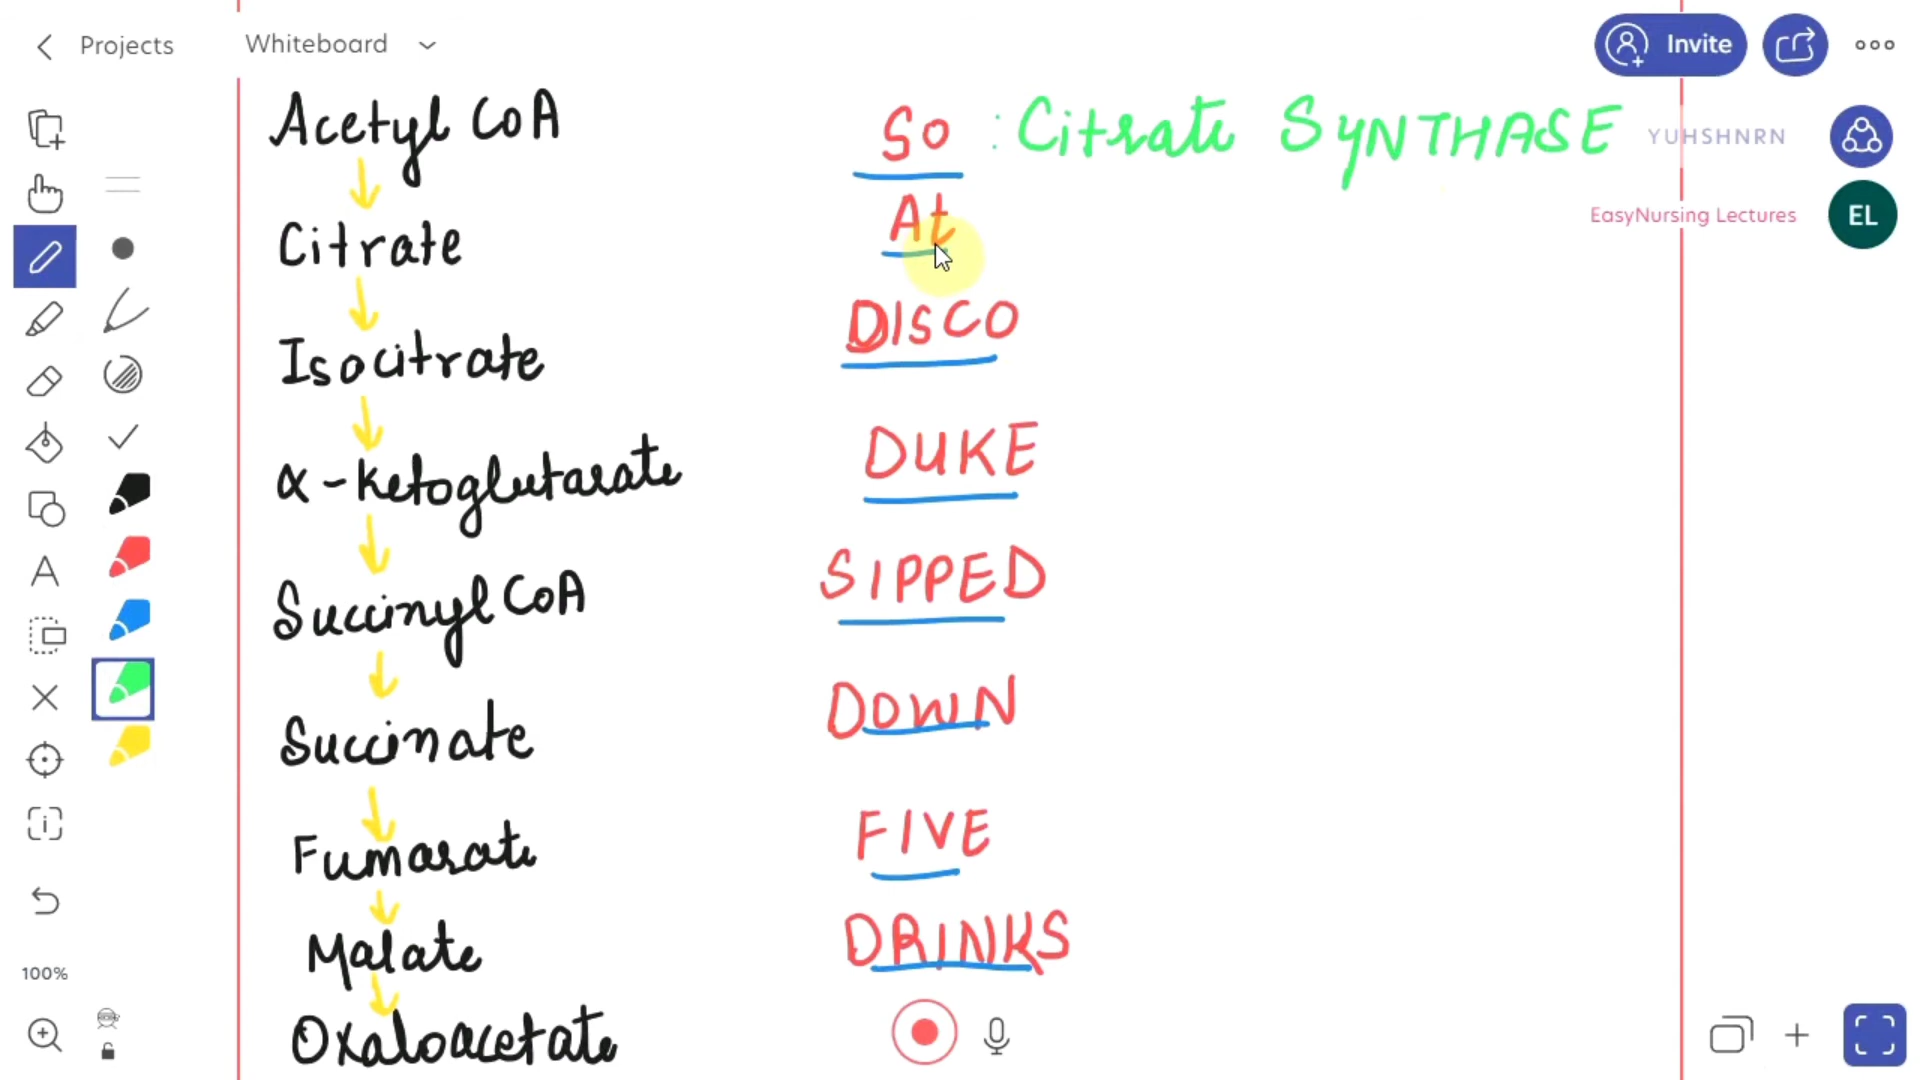 Projects
Whiteboard
Invite
Acetyl CoA
So : Citrate SYNTHASE
YUHSHNRN
At
EasyNursing Lectures
EL
Citrate
DISCO
Isocitrate
DUKE
α-ketoglutarate
SIPPED
Succinyl CoA
DOWN
Succinate
FIVE
Fumarate
DRINKS
Malate
100%
Oxaloacetate
A